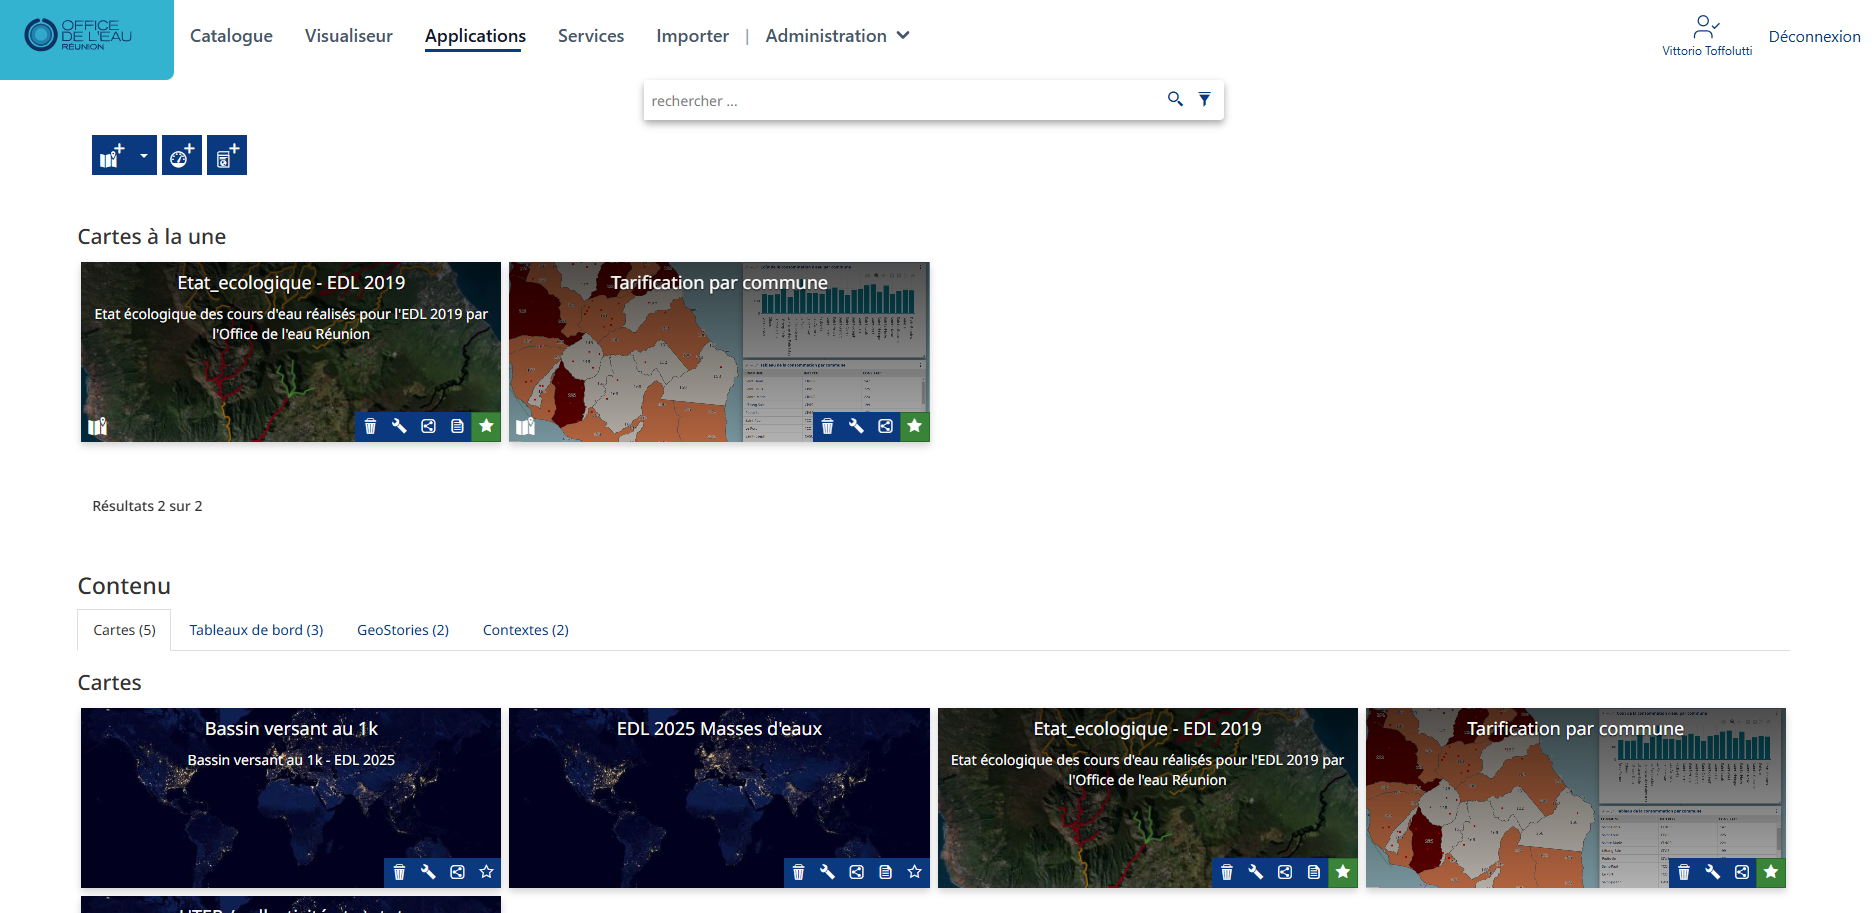 OFFICE
DE L'EAU
RÉUNION
Catalogue
Visualiseur
Applications
Services
Importer
|
Administration
Vittorio Toffolutti
Déconnexion
rechercher ...
Cartes à la une
Etat_ecologique - EDL 2019
Etat écologique des cours d'eau réalisés pour l'EDL 2019 par
l'Office de l'eau Réunion
Tarification par commune
Résultats 2 sur 2
Contenu
Cartes (5)
Tableaux de bord (3)
GeoStories (2)
Contextes (2)
Cartes
Bassin versant au 1k
Bassin versant au 1k - EDL 2025
EDL 2025 Masses d'eaux
Etat_ecologique - EDL 2019
Etat écologique des cours d'eau réalisés pour l'EDL 2019 par
l'Office de l'eau Réunion
Tarification par commune